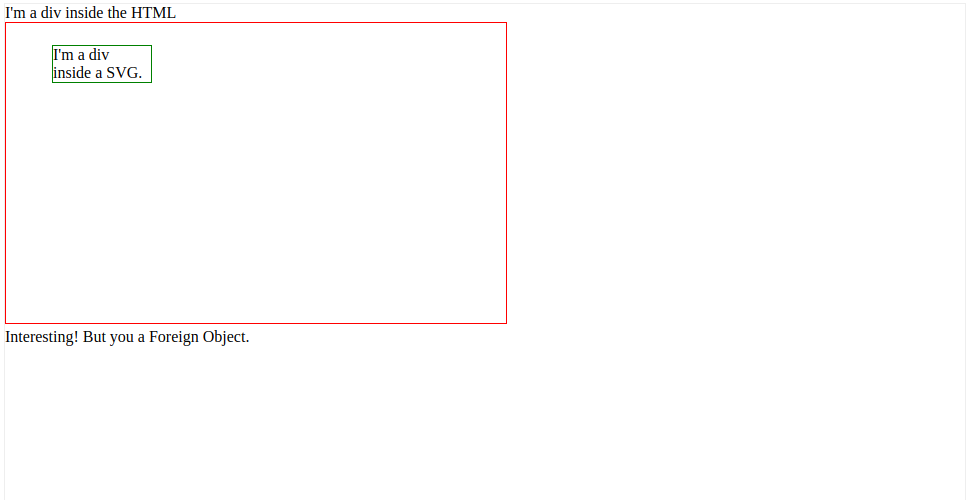 I'm a div inside the HTML
I'm a div
inside a SVG.
Interesting! But you a Foreign Object.